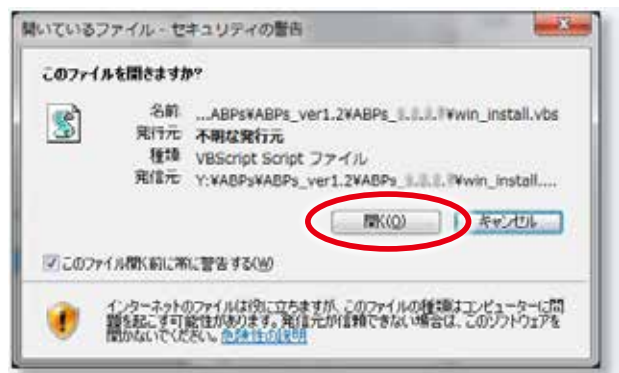 開いているファイル - セキュリティの警告
このファイルを開きますか?
名前 ...ABPs¥ABPs_ver1.2¥ABPs_ ¥win_install.vbs
発行元 不明な発行元
種類 VBScript Script ファイル
発信元 Y:¥ABPs¥ABPs_ver1.2¥ABPs_ ¥win_install....
開く(O) キャンセル
このファイル開く前に常に警告する(W)
インターネットのファイルは役に立ちますが、このファイルの種類はコンピューターに問
題を起こす可能性があります。発信元が信頼できない場合は、このソフトウェアを
開かないでください。危険性の説明